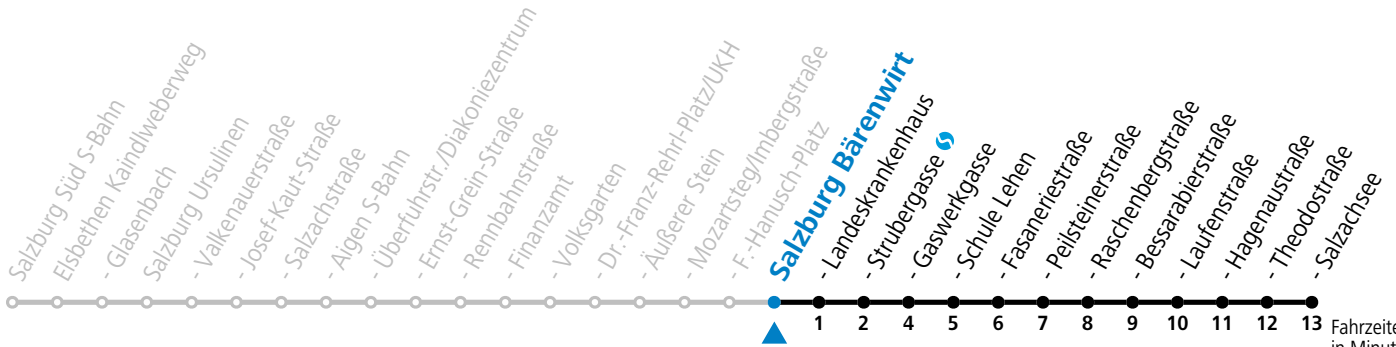 Salzburg Süd S-Bahn
Elsbethen Kaindlweberweg
- Glasenbach
Salzburg Ursulinen
- Valkenauerstraße
- Josef-Kaut-Straße
- Salzachstraße
- Aigen S-Bahn
- Überfuhrstr./Diakoniezentrum
- Ernst-Grein-Straße
- Rennbahnstraße
- Finanzamt
- Volksgarten
- Dr.-Franz-Rehrl-Platz/UKH
- Äußerer Stein
- Mozartsteg/Imbergstraße
- F.-Hanusch-Platz
Salzburg Bärenwirt
- Landeskrankenhaus
- Strubergasse
- Gaswerkgasse
- Schule Lehen
- Fasaneriestraße
- Peilsteinerstraße
- Raschenbergstraße
- Bessarabierstraße
- Laufenstraße
- Hagenaustraße
- Theodostraße
- Salzachsee
1 2 4 5 6 7 8 9 10 11 12 13 Fahrzeite
in Minut